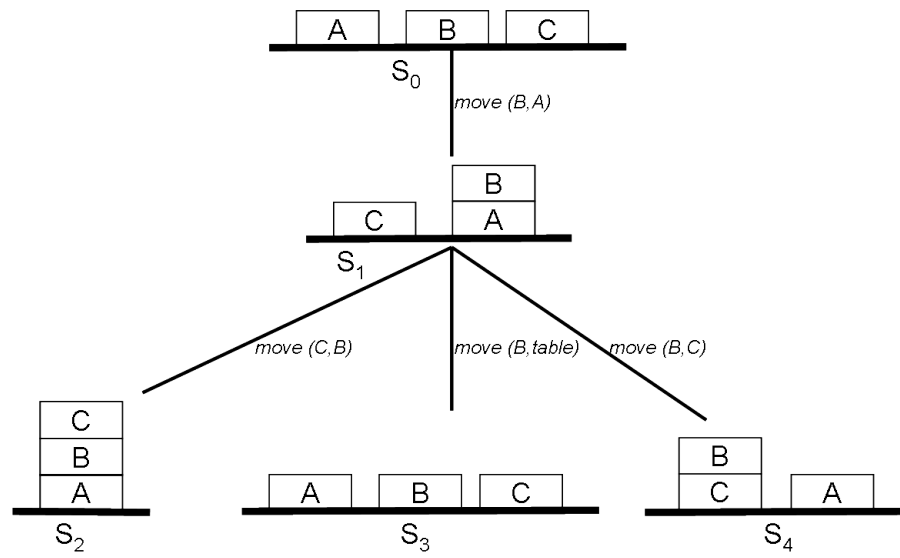 A B C
S0
move (B,A)
B
C A
S1
move (C,B) move (B,table) move (B,C)
C
B B
A A B C C A
S2 S3 S4